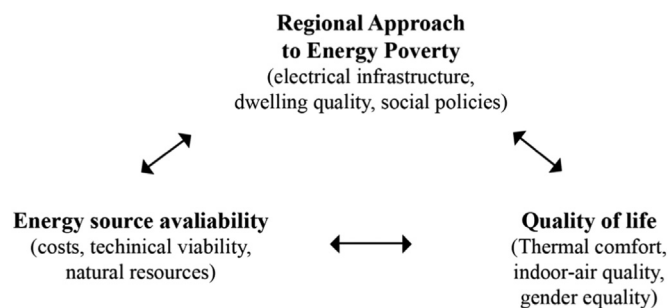 Regional Approach
to Energy Poverty
(electrical infrastructure,
dwelling quality, social policies)
Energy source avaliability
(costs, techinical viability,
natural resources)
Quality of life
(Thermal comfort,
indoor-air quality,
gender equality)